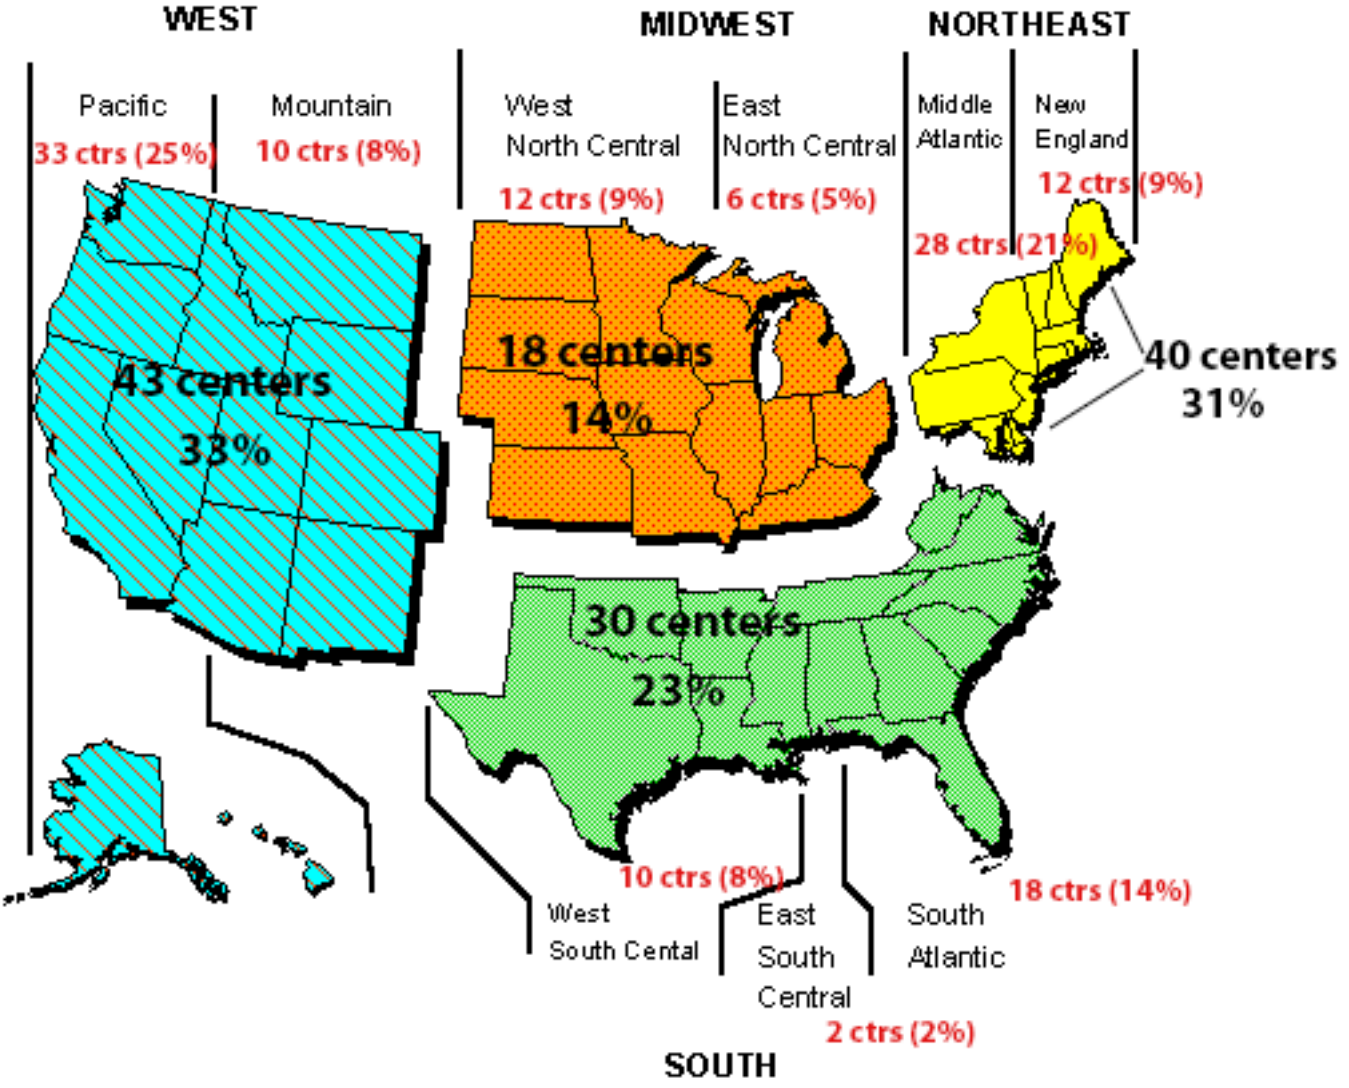 WEST
MIDWEST
NORTHEAST
Pacific
33 ctrs (25%)
Mountain
10 ctrs (8%)
West
North Central
12 ctrs (9%)
East
North Central
6 ctrs (5%)
Middle
Atlantic
28 ctrs (21%)
New
England
12 ctrs (9%)
43 centers
33%
18 centers
14%
40 centers
31%
30 centers
23%
10 ctrs (8%)
West
South Cental
East
South
Central
2 ctrs (2%)
18 ctrs (14%)
South
Atlantic
SOUTH